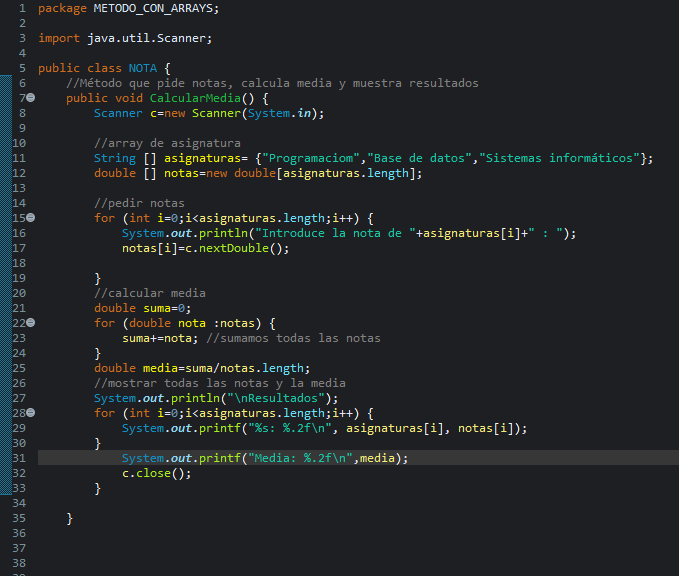 1 package METODO_CON_ARRAYS;
2
3 import java.util.Scanner;
4
5 public class NOTA {
6 //Método que pide notas, calcula media y muestra resultados
7 public void CalcularMedia() {
8 Scanner c=new Scanner(System.in);
9
10 //array de asignatura
11 String [] asignaturas= {"Programaciom","Base de datos","Sistemas informáticos"};
12 double [] notas=new double[asignaturas.length];
13
14 //pedir notas
15 for (int i=0;i<asignaturas.length;i++) {
16 System.out.println("Introduce la nota de "+asignaturas[i]+" : ");
17 notas[i]=c.nextDouble();
18
19 }
20 //calcular media
21 double suma=0;
22 for (double nota :notas) {
23 suma+=nota; //sumamos todas las notas
24 }
25 double media=suma/notas.length;
26 //mostrar todas las notas y la media
27 System.out.println("\nResultados");
28 for (int i=0;i<asignaturas.length;i++) {
29 System.out.printf("%s: %.2f\n", asignaturas[i], notas[i]);
30 }
31 System.out.printf("Media: %.2f\n",media);
32 c.close();
33 }
34
35 }
36
37
38